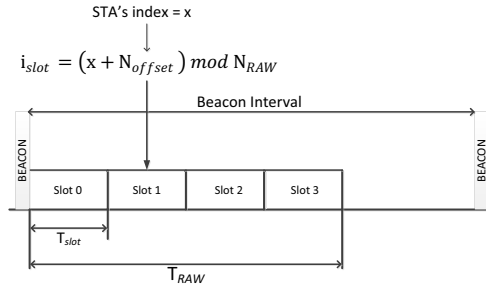 STA's index = x
i_slot = (x + N_offset) mod N_RAW
Beacon Interval
BEACON
BEACON
Slot 0
Slot 1
Slot 2
Slot 3
T_slot
T_RAW